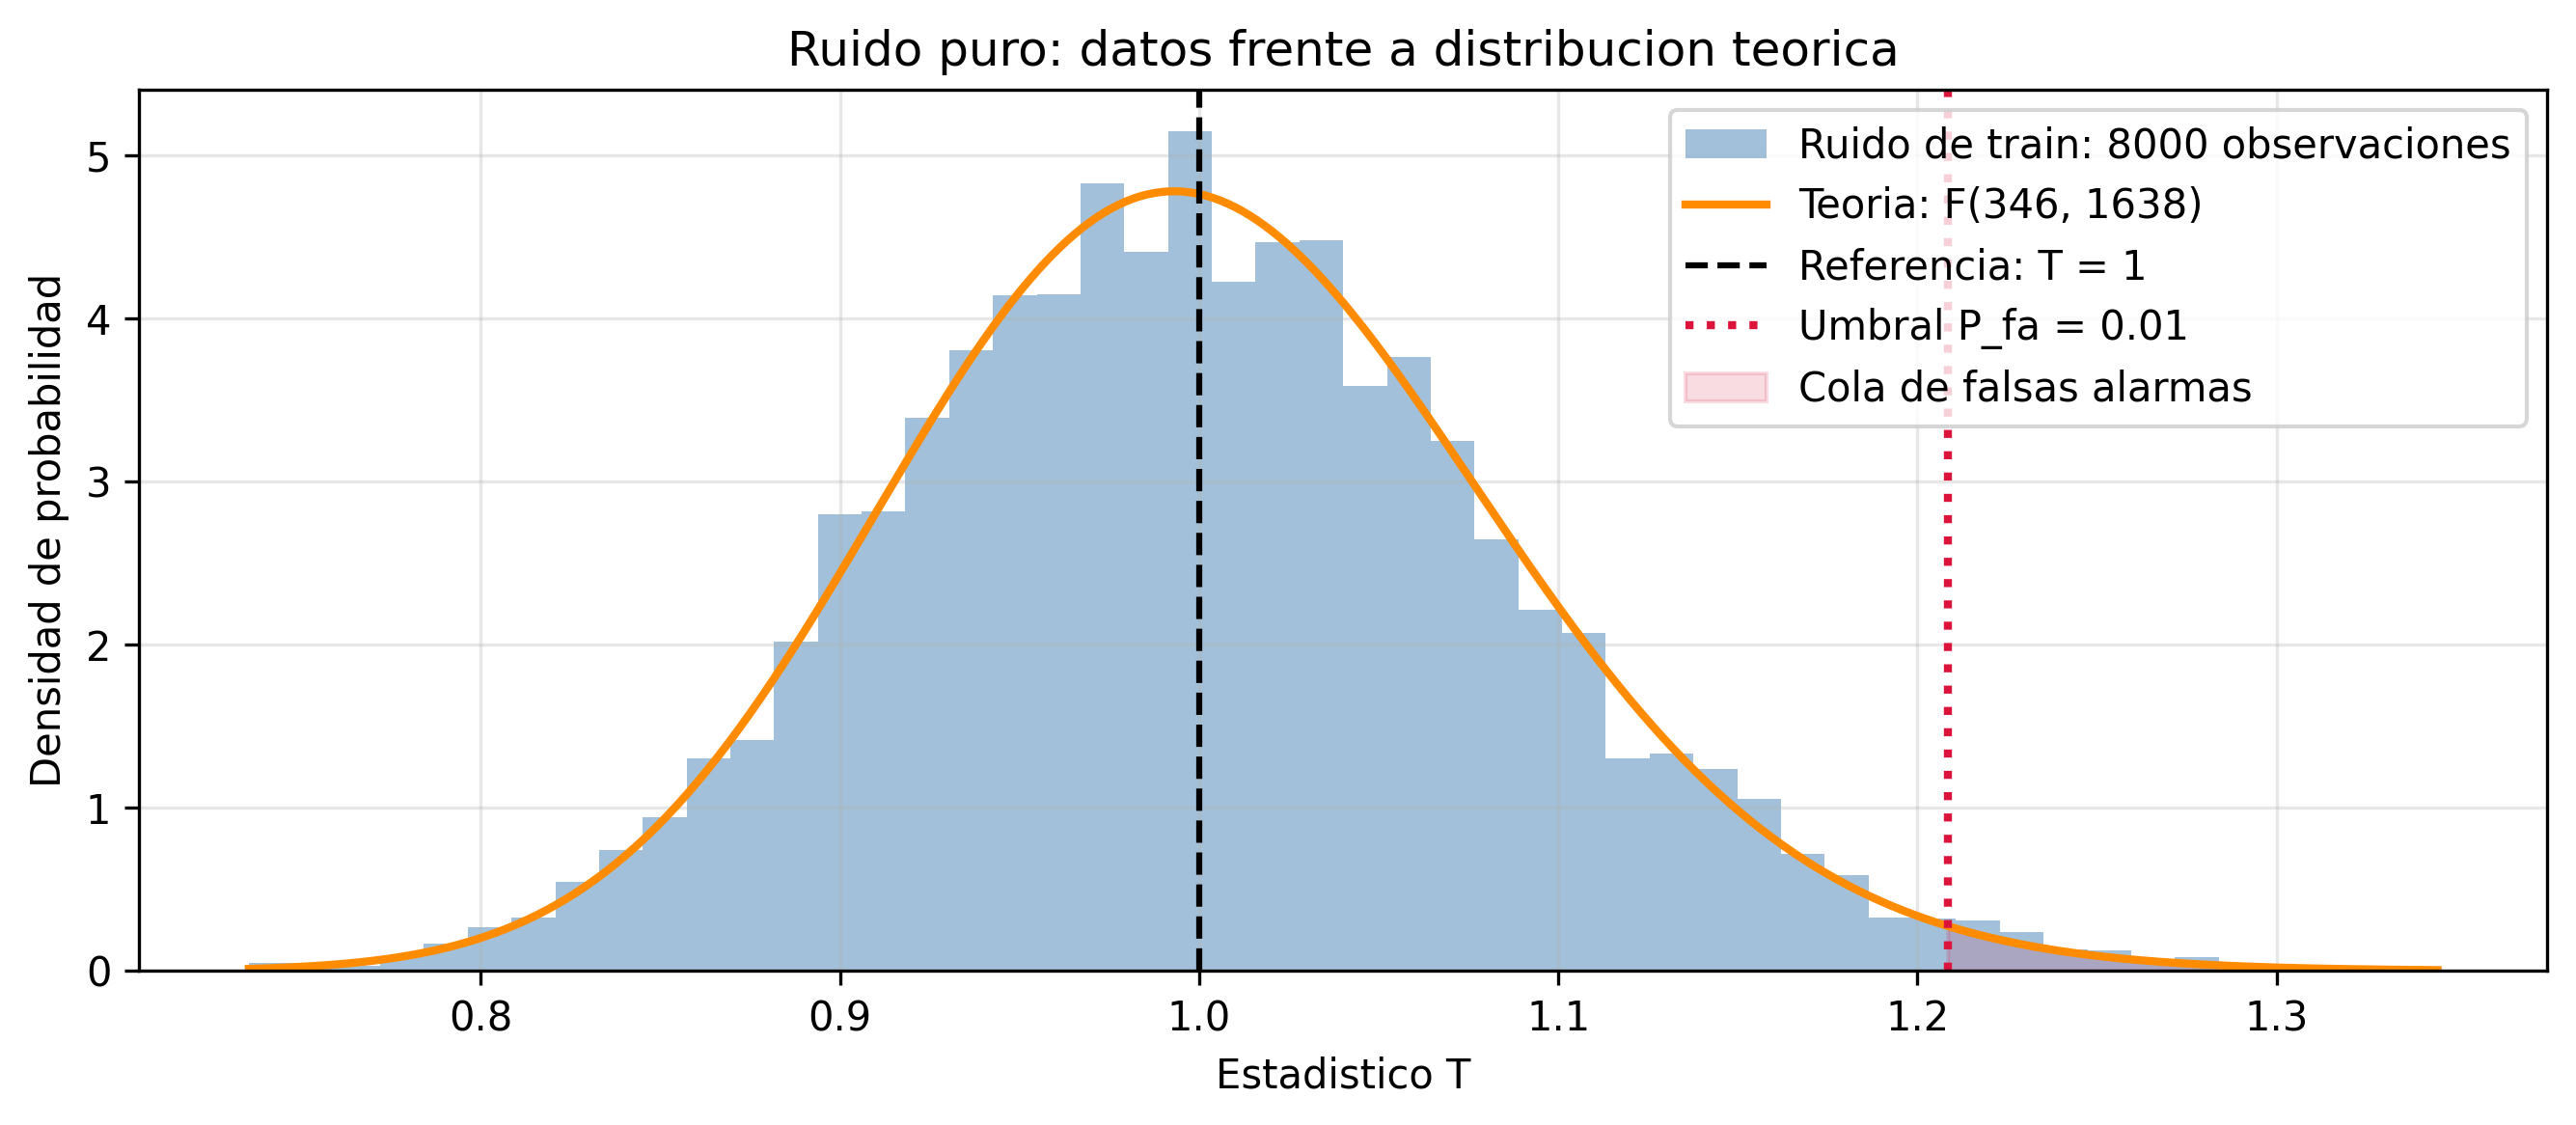 Ruido puro: datos frente a distribucion teorica
Densidad de probabilidad
5
4
3
2
1
0
Ruido de train: 8000 observaciones
Teoria: F(346, 1638)
Referencia: T = 1
Umbral P_fa = 0.01
Cola de falsas alarmas
0.8 0.9 1.0 1.1 1.2 1.3
Estadistico T